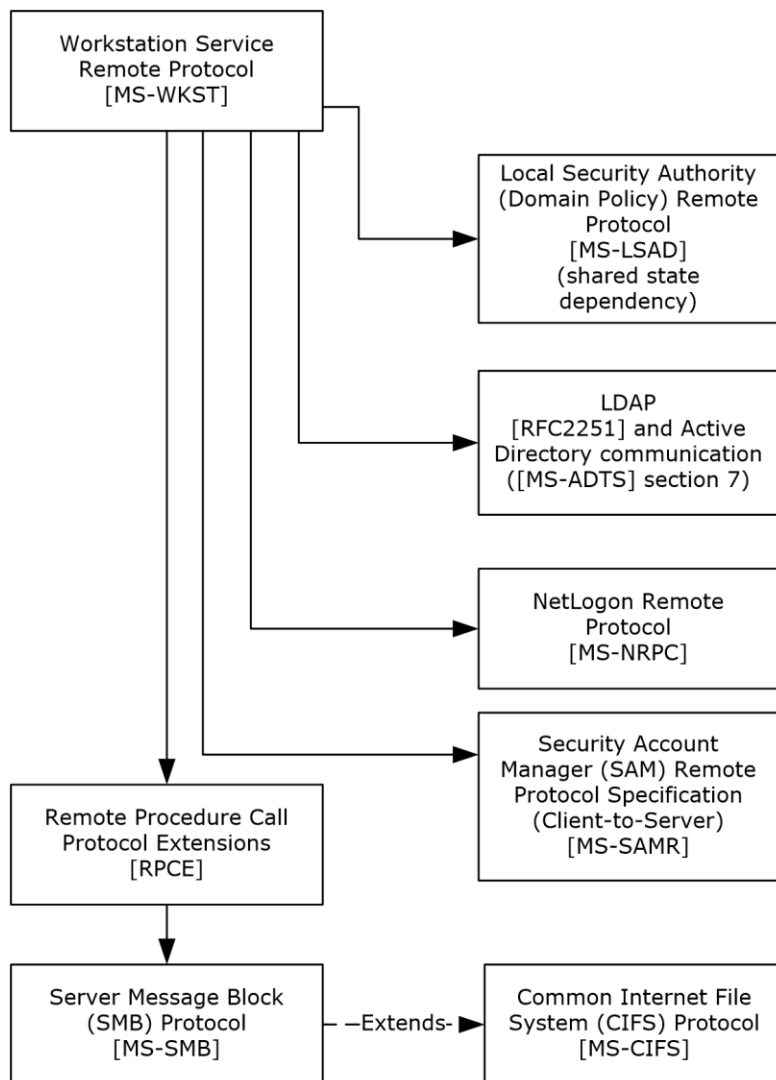 Workstation Service
Remote Protocol
[MS-WKST]
Local Security Authority
(Domain Policy) Remote
Protocol
[MS-LSAD]
(shared state
dependency)
LDAP
[RFC2251] and Active
Directory communication
([MS-ADTS] section 7)
NetLogon Remote
Protocol
[MS-NRPC]
Security Account
Manager (SAM) Remote
Protocol Specification
(Client-to-Server)
[MS-SAMR]
Remote Procedure Call
Protocol Extensions
[RPCE]
Server Message Block
(SMB) Protocol
[MS-SMB]
Extends
Common Internet File
System (CIFS) Protocol
[MS-CIFS]